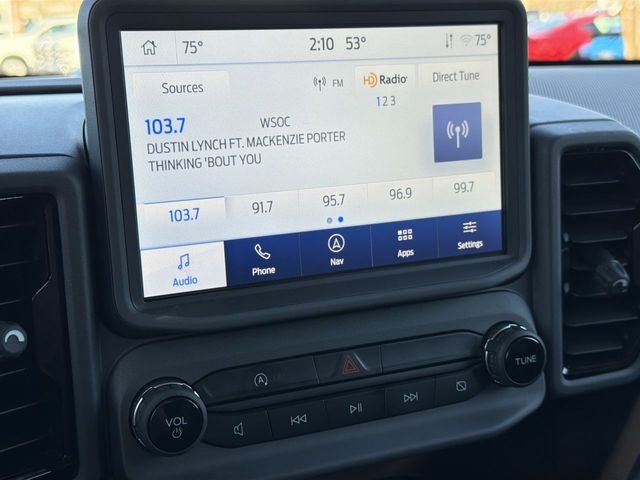 75° 2:10 53° 75°
Sources FM HD Radio Direct Tune
1 2 3
103.7 WSOC
DUSTIN LYNCH FT. MACKENZIE PORTER
THINKING 'BOUT YOU
103.7 91.7 95.7 96.9 99.7
Audio Phone Nav Apps Settings
VOL TUNE